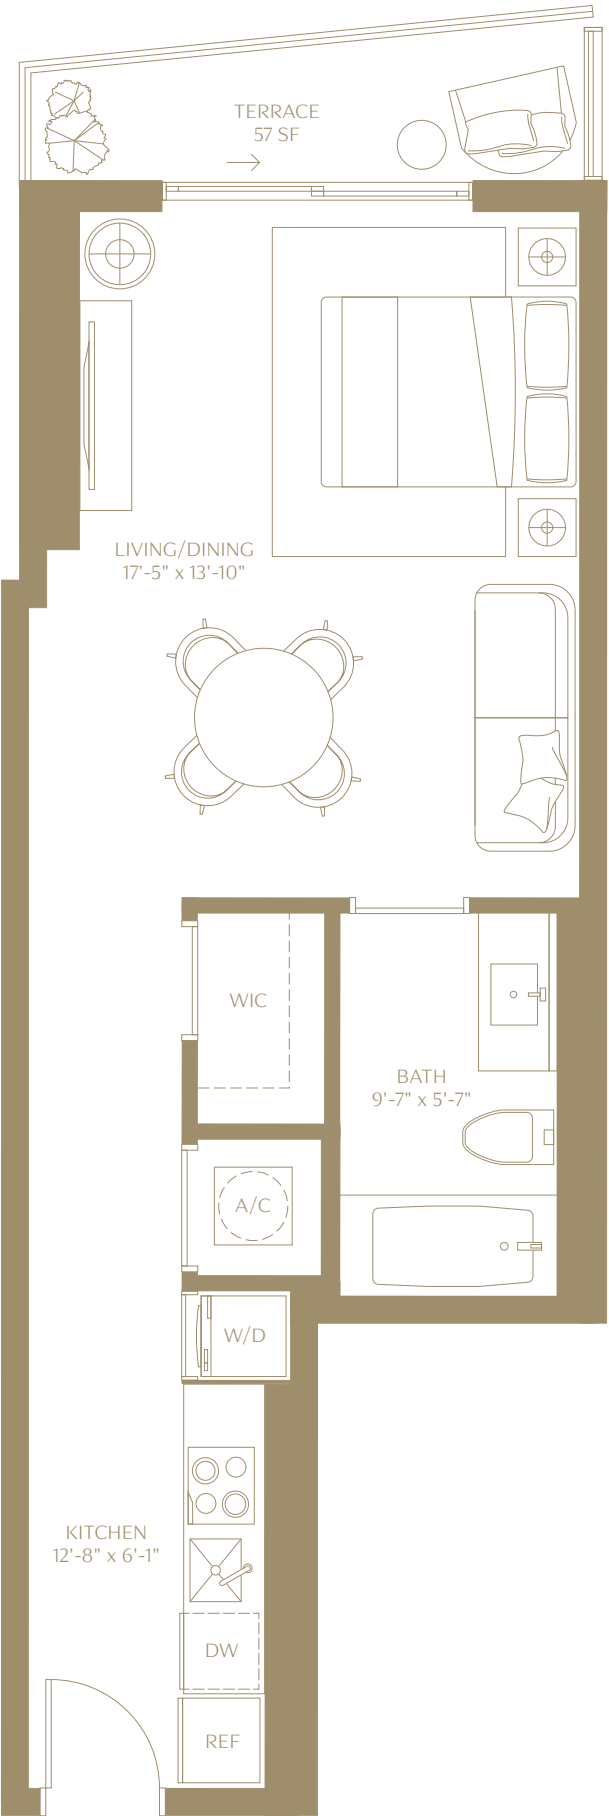 TERRACE
57 SF
LIVING/DINING
17'-5" x 13'-10"
WIC
BATH
9'-7" x 5'-7"
A/C
W/D
KITCHEN
12'-8" x 6'-1"
DW
REF